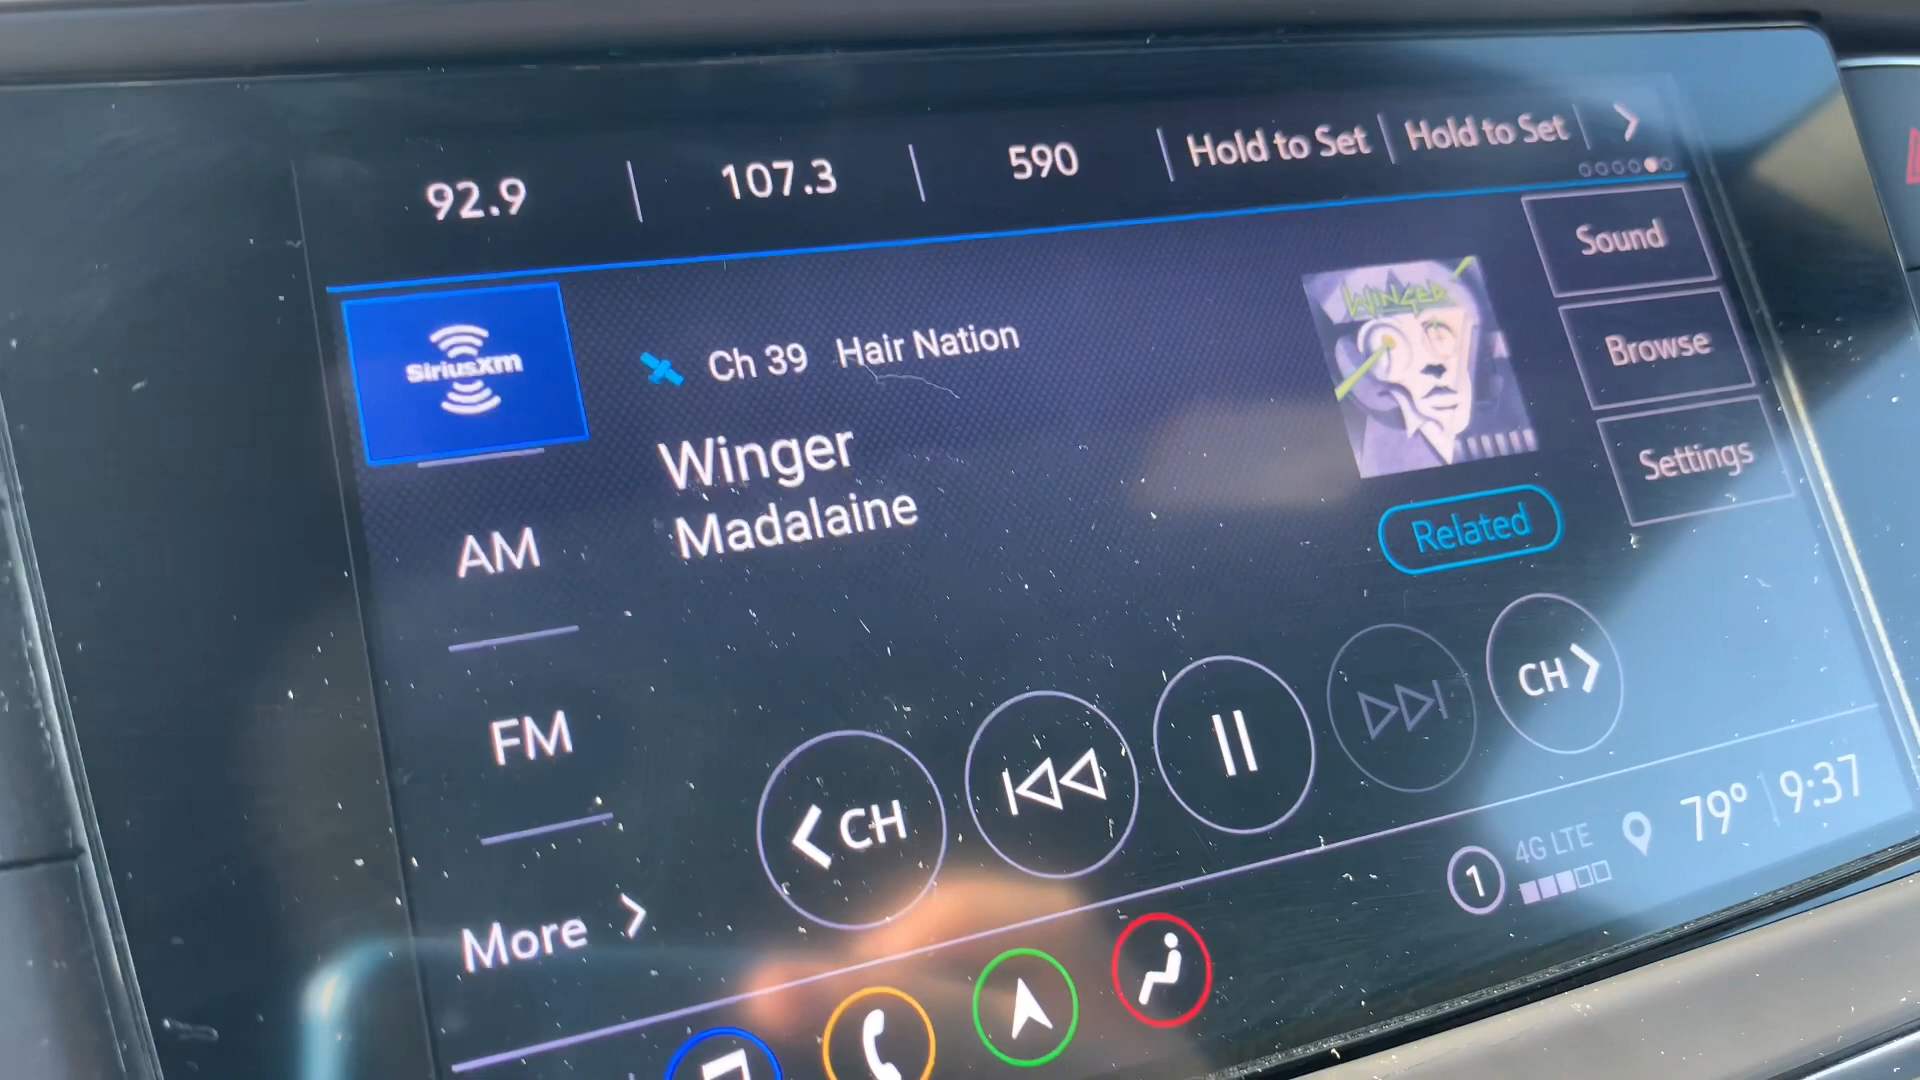 92.9 107.3 590 Hold to Set Hold to Set
SiriusXM
Ch 39 Hair Nation
Winger
Madalaine
WINGER
Sound
Browse
Settings
Related
AM
FM
More
CH
CH
1 4G LTE 79° 9:37